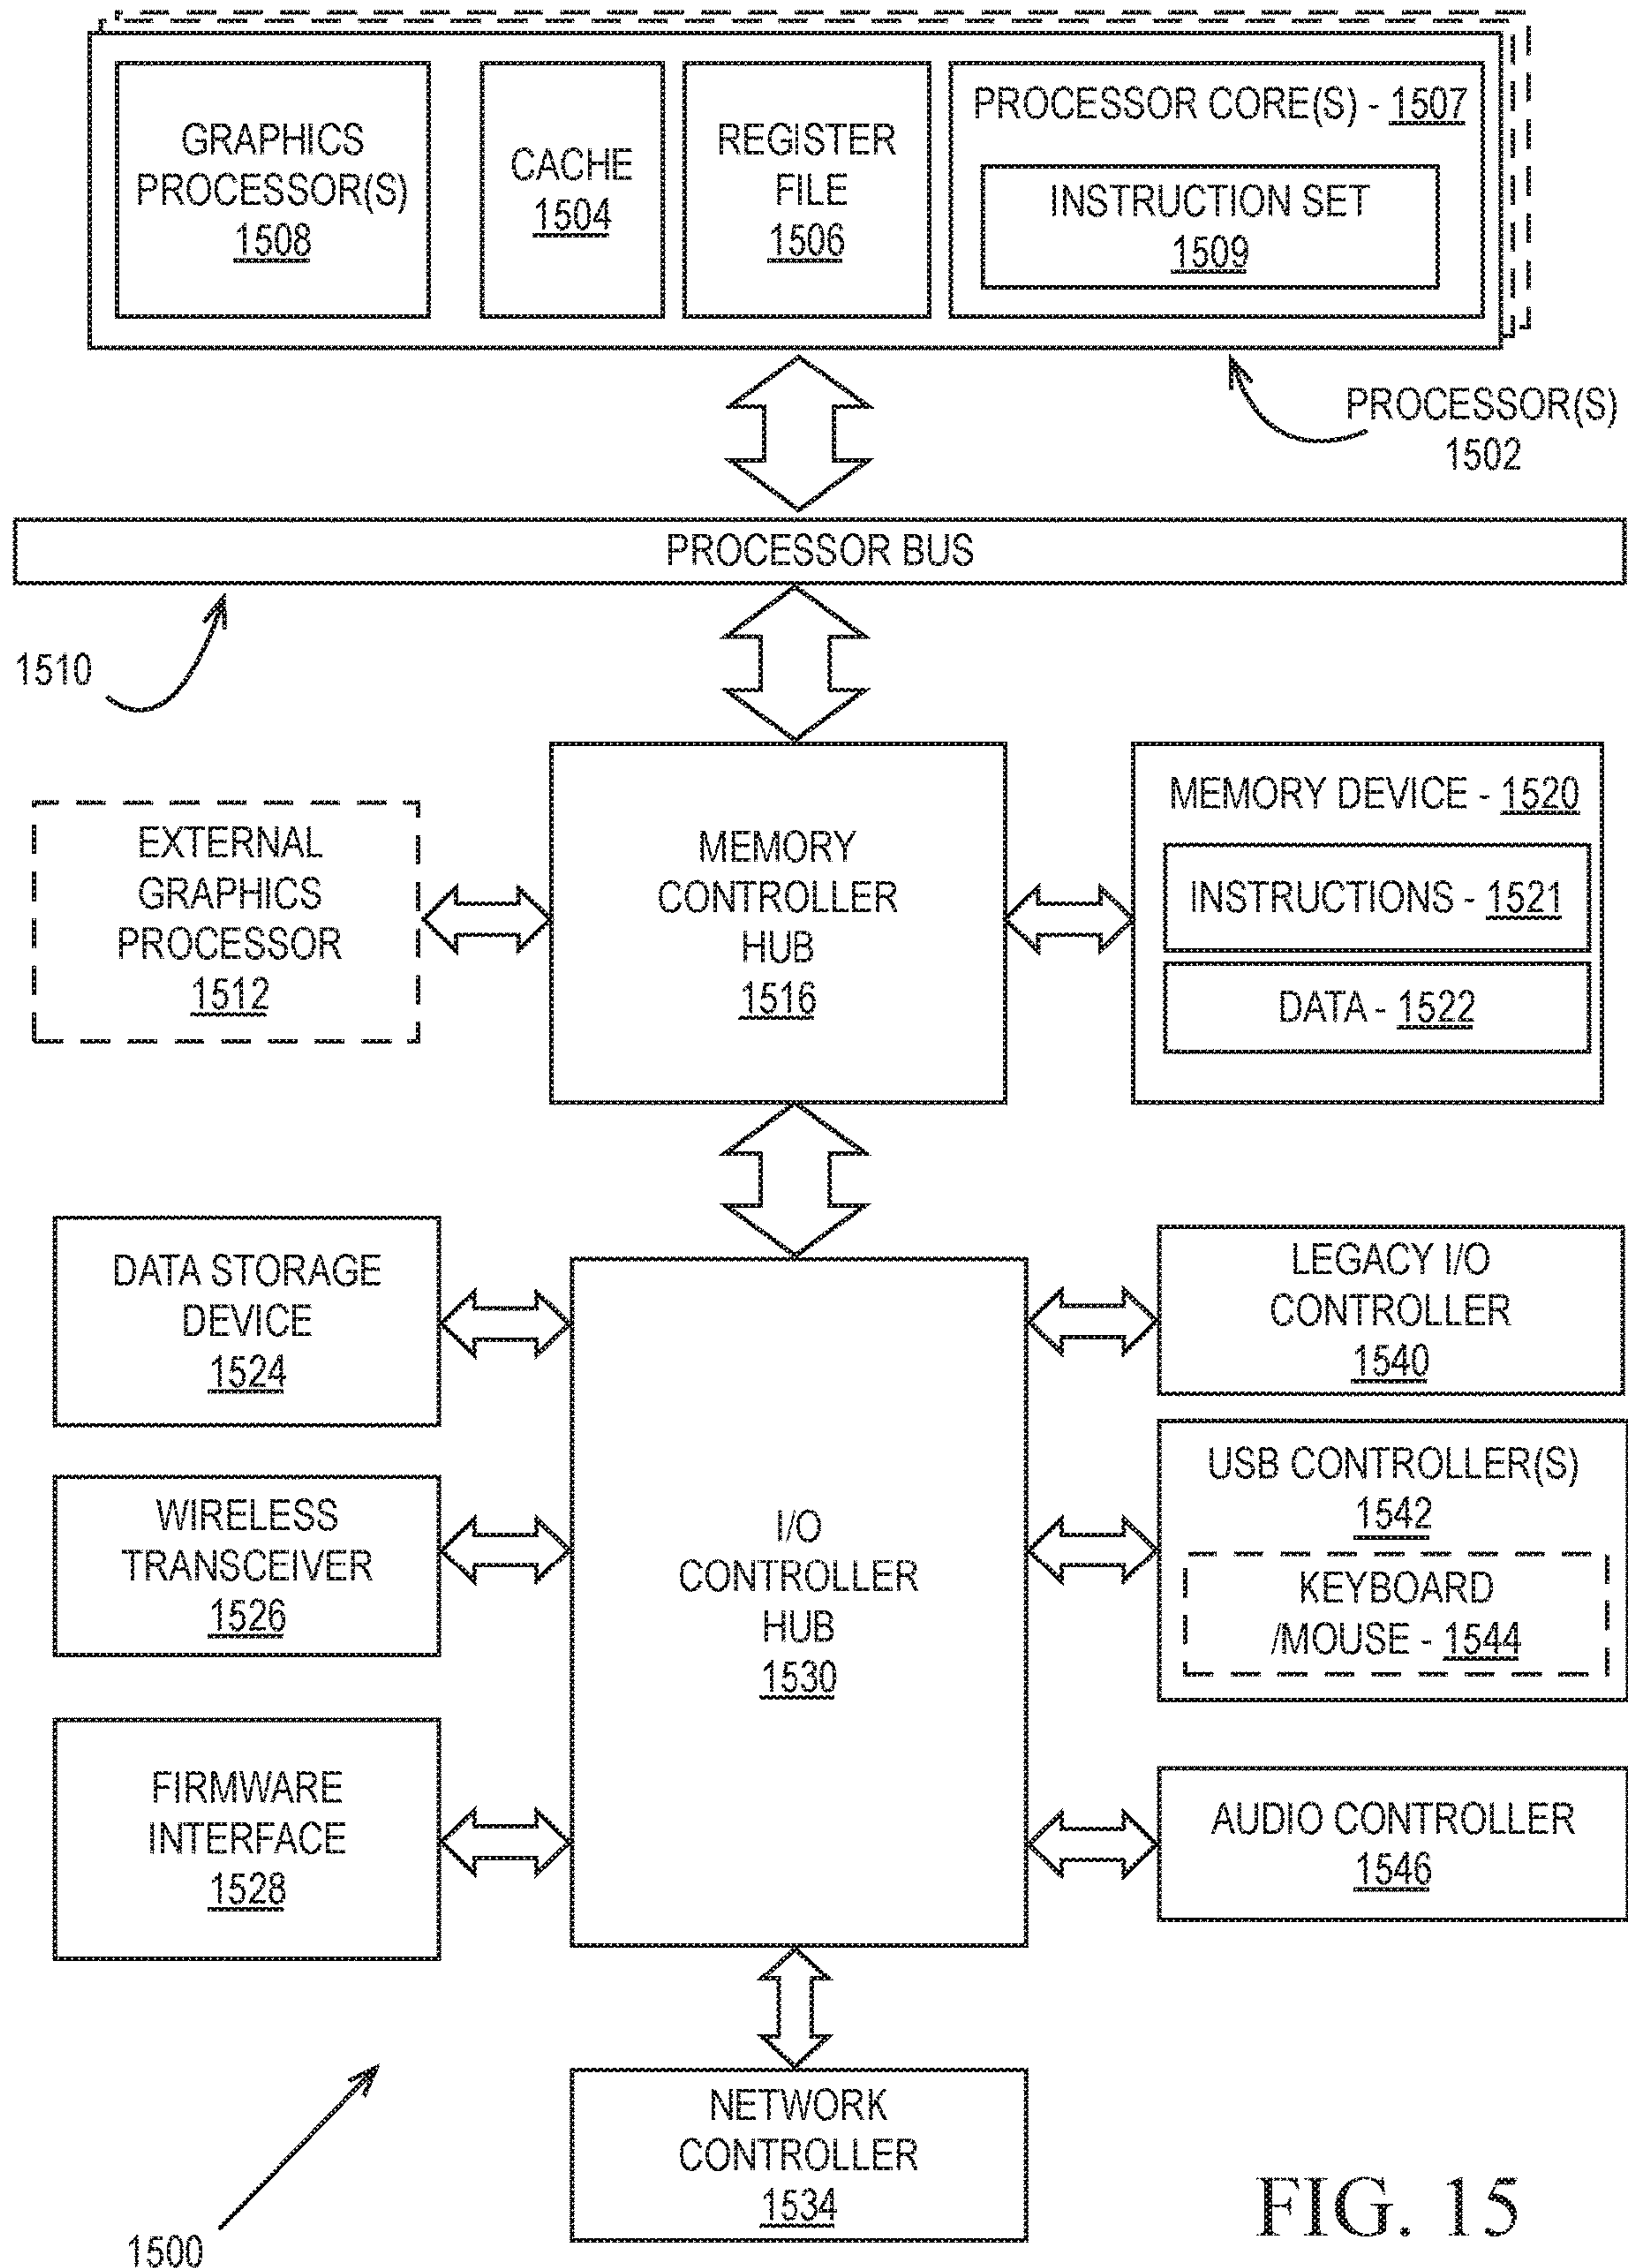 GRAPHICS
PROCESSOR(S)
1508
CACHE
1504
REGISTER
FILE
1506
PROCESSOR CORE(S) - 1507
INSTRUCTION SET
1509
PROCESSOR(S)
1502
PROCESSOR BUS
1510
EXTERNAL
GRAPHICS
PROCESSOR
1512
MEMORY
CONTROLLER
HUB
1516
MEMORY DEVICE - 1520
INSTRUCTIONS - 1521
DATA - 1522
DATA STORAGE
DEVICE
1524
WIRELESS
TRANSCEIVER
1526
FIRMWARE
INTERFACE
1528
I/O
CONTROLLER
HUB
1530
LEGACY I/O
CONTROLLER
1540
USB CONTROLLER(S)
1542
KEYBOARD
/MOUSE - 1544
AUDIO CONTROLLER
1546
NETWORK
CONTROLLER
1534
1500
FIG. 15